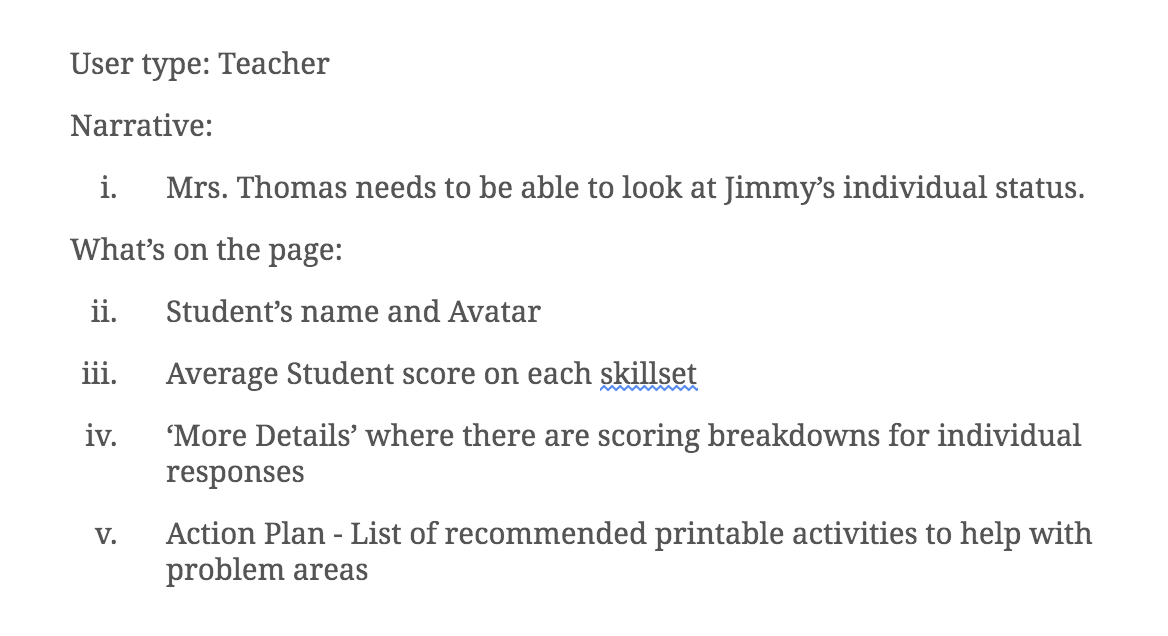 User type: Teacher
Narrative:
i. Mrs. Thomas needs to be able to look at Jimmy’s individual status.
What’s on the page:
ii. Student’s name and Avatar
iii. Average Student score on each skillset
iv. ‘More Details’ where there are scoring breakdowns for individual
responses
v. Action Plan - List of recommended printable activities to help with
problem areas